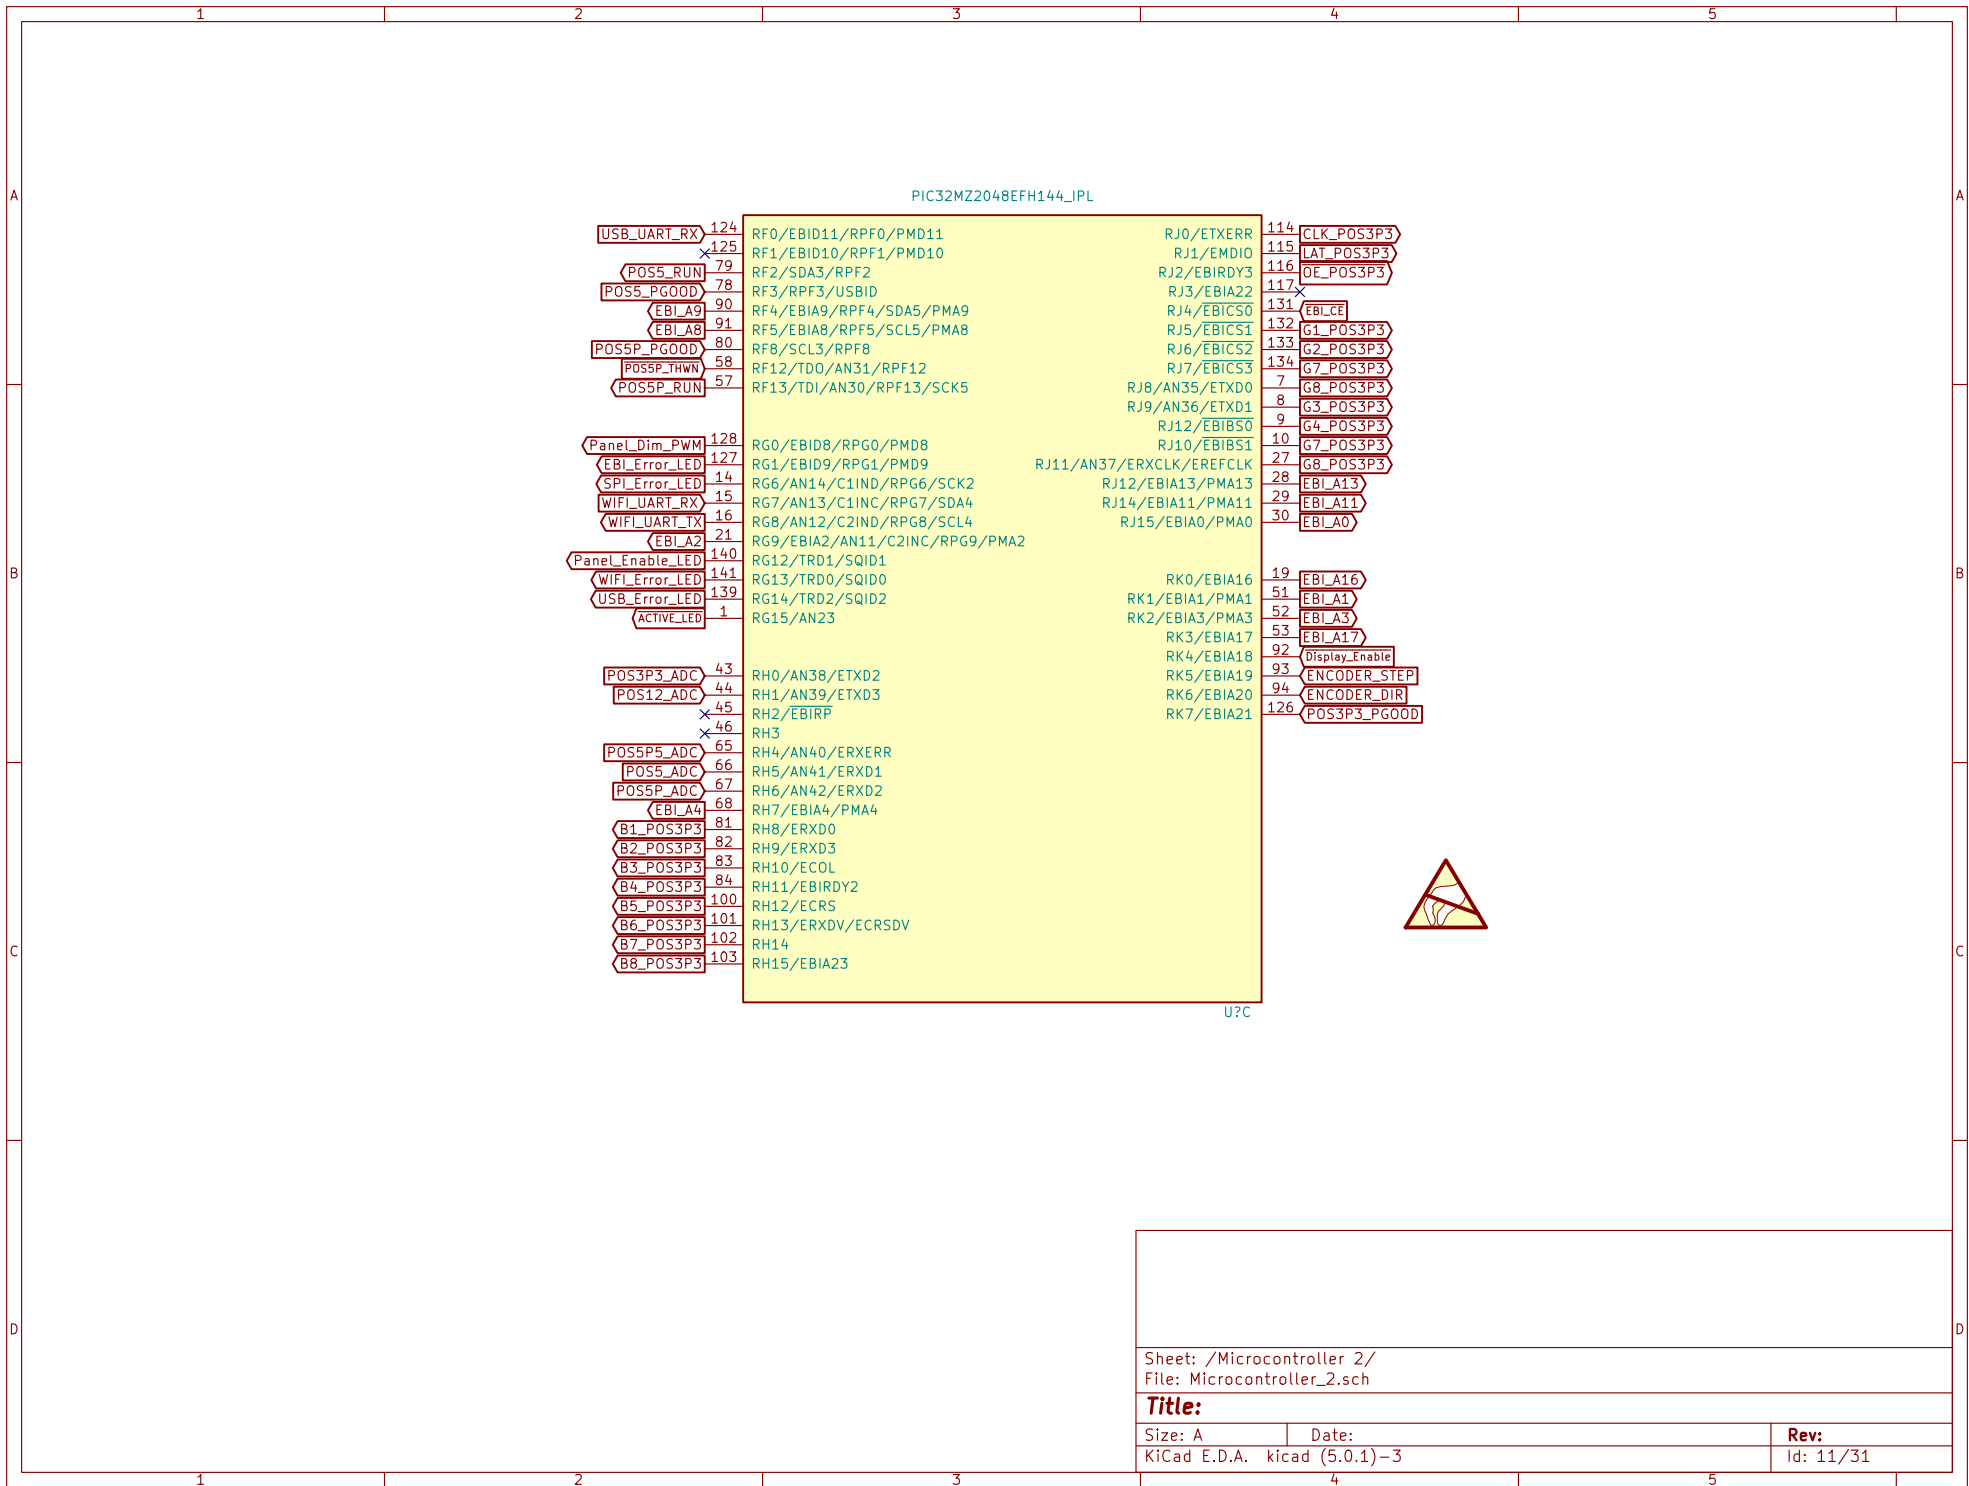 1 2 3 4 5
A A
PIC32MZ2048EFH144_IPL
USB_UART_RX 124 RF0/EBID11/RPF0/PMD11 RJ0/ETXERR 114 CLK_POS3P3
125 RF1/EBID10/RPF1/PMD10 RJ1/EMDIO 115 LAT_POS3P3
POS5_RUN 79 RF2/SDA3/RPF2 RJ2/EBIRDY3 116 OE_POS3P3
POS5_PGOOD 78 RF3/RPF3/USBID RJ3/EBIA22 117
EBI_A9 90 RF4/EBIA9/RPF4/SDA5/PMA9 RJ4/EBICS0 131 EBI_CE
EBI_A8 91 RF5/EBIA8/RPF5/SCL5/PMA8 RJ5/EBICS1 132 G1_POS3P3
POS5P_PGOOD 80 RF8/SCL3/RPF8 RJ6/EBICS2 133 G2_POS3P3
POS5P_THWN 58 RF12/TDO/AN31/RPF12 RJ7/EBICS3 134 G7_POS3P3
POS5P_RUN 57 RF13/TDI/AN30/RPF13/SCK5 RJ8/AN35/ETXD0 7 G8_POS3P3
RJ9/AN36/ETXD1 8 G3_POS3P3
RJ12/EBIBS0 9 G4_POS3P3
Panel_Dim_PWM 128 RG0/EBID8/RPG0/PMD8 RJ10/EBIBS1 10 G7_POS3P3
EBI_Error_LED 127 RG1/EBID9/RPG1/PMD9 RJ11/AN37/ERXCLK/EREFCLK 27 G8_POS3P3
SPI_Error_LED 14 RG6/AN14/C1IND/RPG6/SCK2 RJ12/EBIA13/PMA13 28 EBI_A13
WIFI_UART_RX 15 RG7/AN13/C1INC/RPG7/SDA4 RJ14/EBIA11/PMA11 29 EBI_A11
WIFI_UART_TX 16 RG8/AN12/C2IND/RPG8/SCL4 RJ15/EBIA0/PMA0 30 EBI_A0
EBI_A2 21 RG9/EBIA2/AN11/C2INC/RPG9/PMA2
Panel_Enable_LED 140 RG12/TRD1/SQID1
B B
WIFI_Error_LED 141 RG13/TRD0/SQID0 RK0/EBIA16 19 EBI_A16
USB_Error_LED 139 RG14/TRD2/SQID2 RK1/EBIA1/PMA1 51 EBI_A1
ACTIVE_LED 1 RG15/AN23 RK2/EBIA3/PMA3 52 EBI_A3
RK3/EBIA17 53 EBI_A17
RK4/EBIA18 92 Display_Enable
POS3P3_ADC 43 RH0/AN38/ETXD2 RK5/EBIA19 93 ENCODER_STEP
POS12_ADC 44 RH1/AN39/ETXD3 RK6/EBIA20 94 ENCODER_DIR
45 RH2/EBIRP RK7/EBIA21 126 POS3P3_PGOOD
46 RH3
POS5P5_ADC 65 RH4/AN40/ERXERR
POS5_ADC 66 RH5/AN41/ERXD1
POS5P_ADC 67 RH6/AN42/ERXD2
EBI_A4 68 RH7/EBIA4/PMA4
B1_POS3P3 81 RH8/ERXD0
B2_POS3P3 82 RH9/ERXD3
B3_POS3P3 83 RH10/ECOL
B4_POS3P3 84 RH11/EBIRDY2
B5_POS3P3 100 RH12/ECRS
B6_POS3P3 101 RH13/ERXDV/ECRSDV
B7_POS3P3 102 RH14
C C
B8_POS3P3 103 RH15/EBIA23
U?C
D D
Sheet: /Microcontroller 2/
File: Microcontroller_2.sch
Title:
Size: A Date: Rev:
KiCad E.D.A. kicad (5.0.1)-3 Id: 11/31
1 2 3 4 5